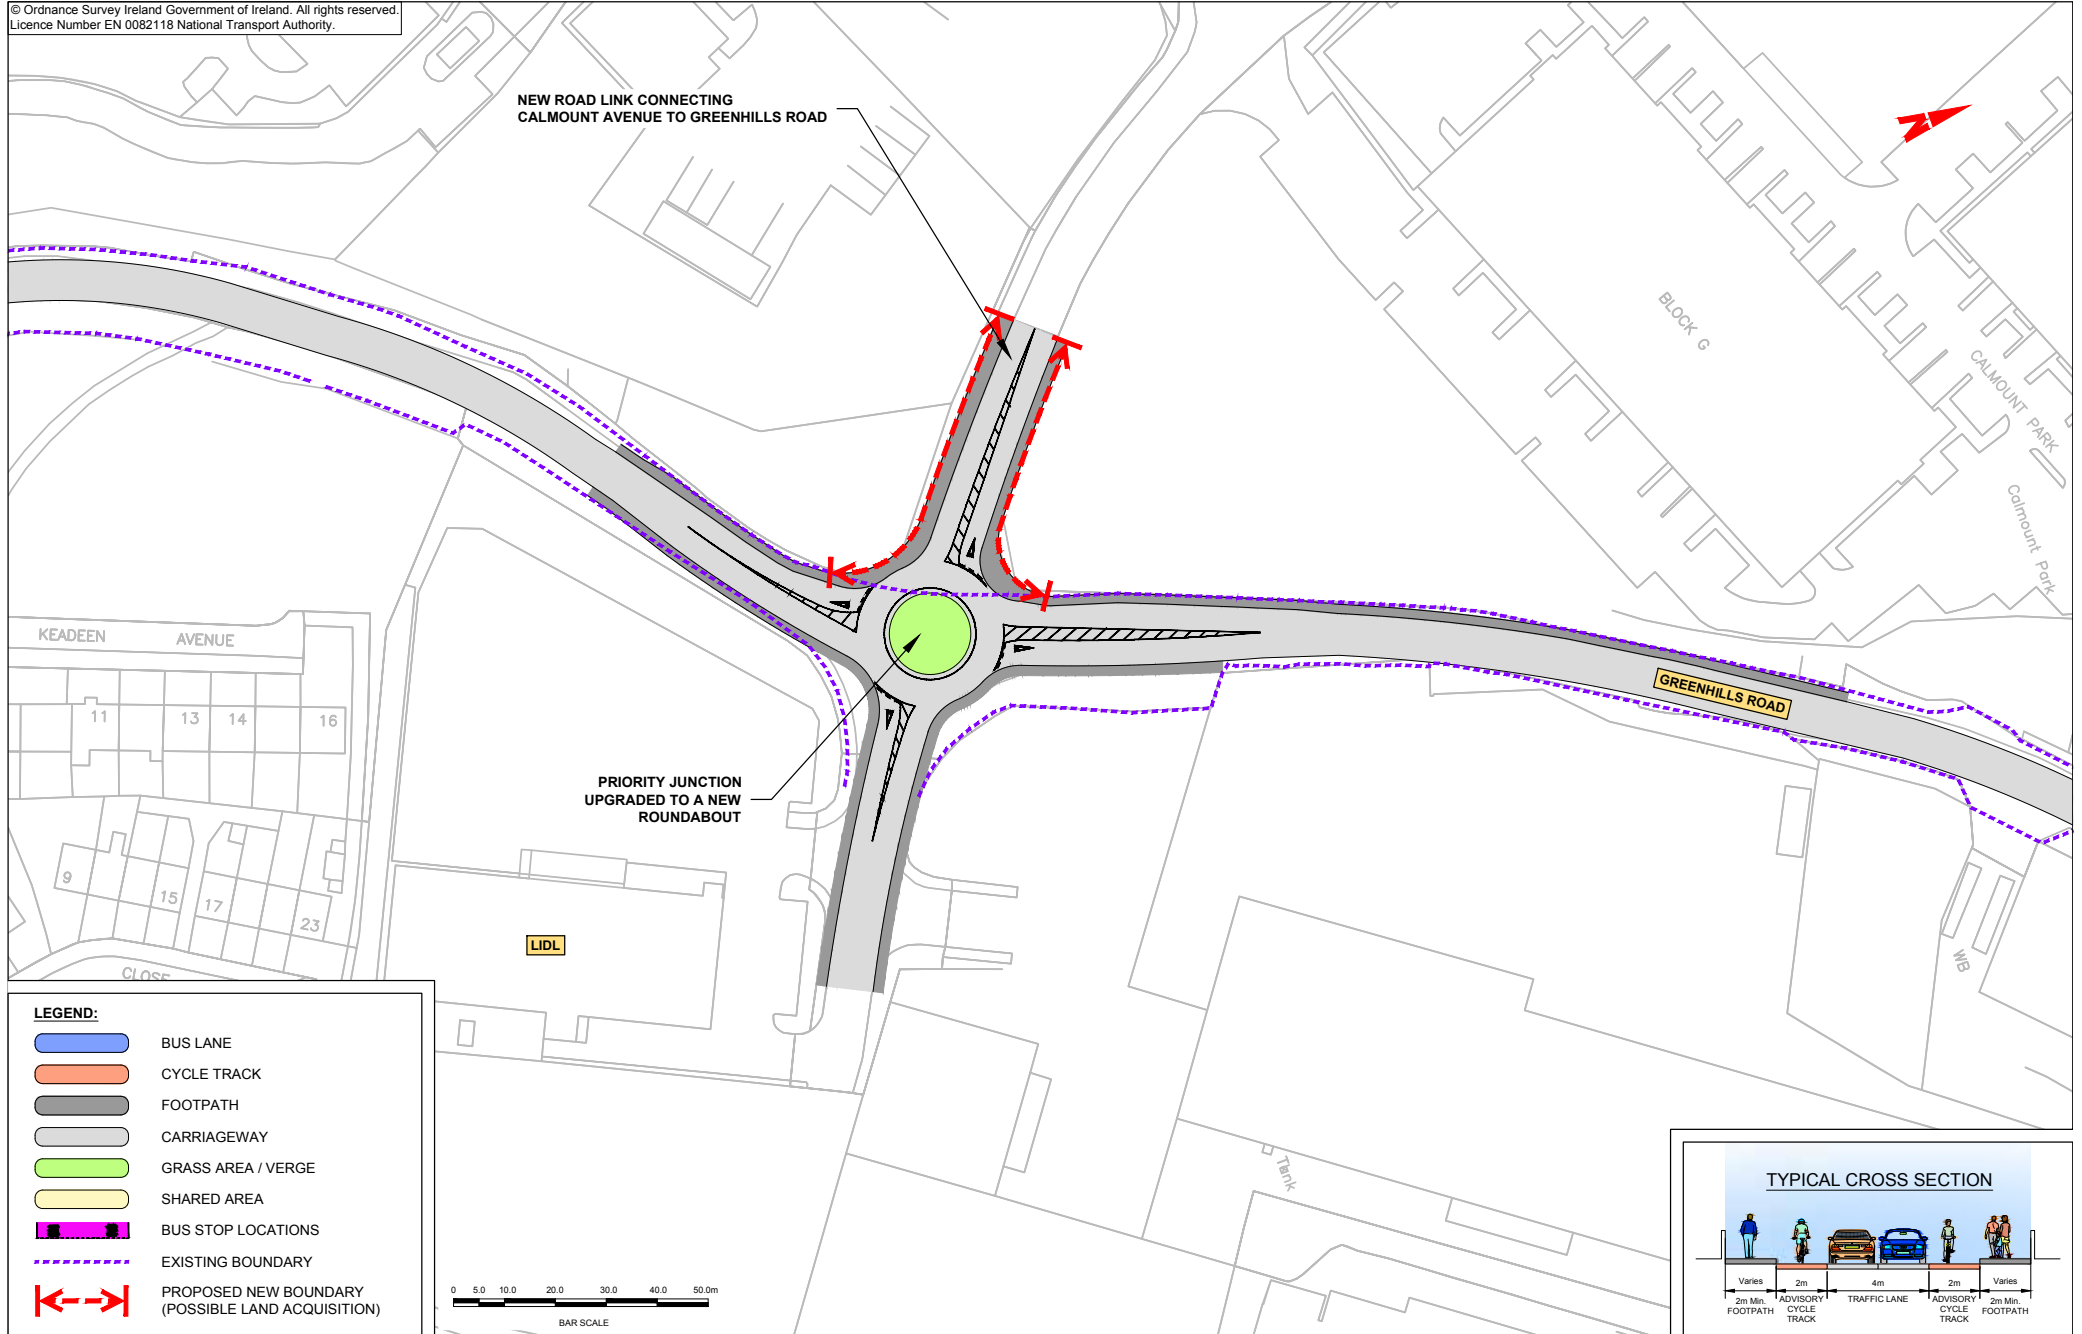 © Ordnance Survey Ireland Government of Ireland. All rights reserved.
Licence Number EN 0082118 National Transport Authority.
NEW ROAD LINK CONNECTING
CALMOUNT AVENUE TO GREENHILLS ROAD
N
BLOCK G
CALMOUNT PARK
Calmount Park
GREENHILLS ROAD
KEADEEN AVENUE
11
13
14
16
PRIORITY JUNCTION
UPGRADED TO A NEW
ROUNDABOUT
9
15
17
23
CLOSE
LIDL
WB
Tank
LEGEND:
BUS LANE
CYCLE TRACK
FOOTPATH
CARRIAGEWAY
GRASS AREA / VERGE
SHARED AREA
BUS STOP LOCATIONS
EXISTING BOUNDARY
PROPOSED NEW BOUNDARY
(POSSIBLE LAND ACQUISITION)
0 5.0 10.0 20.0 30.0 40.0 50.0m
BAR SCALE
TYPICAL CROSS SECTION
Varies 2m 4m 2m Varies
2m Min. FOOTPATH
ADVISORY CYCLE TRACK
TRAFFIC LANE
ADVISORY CYCLE TRACK
2m Min. FOOTPATH